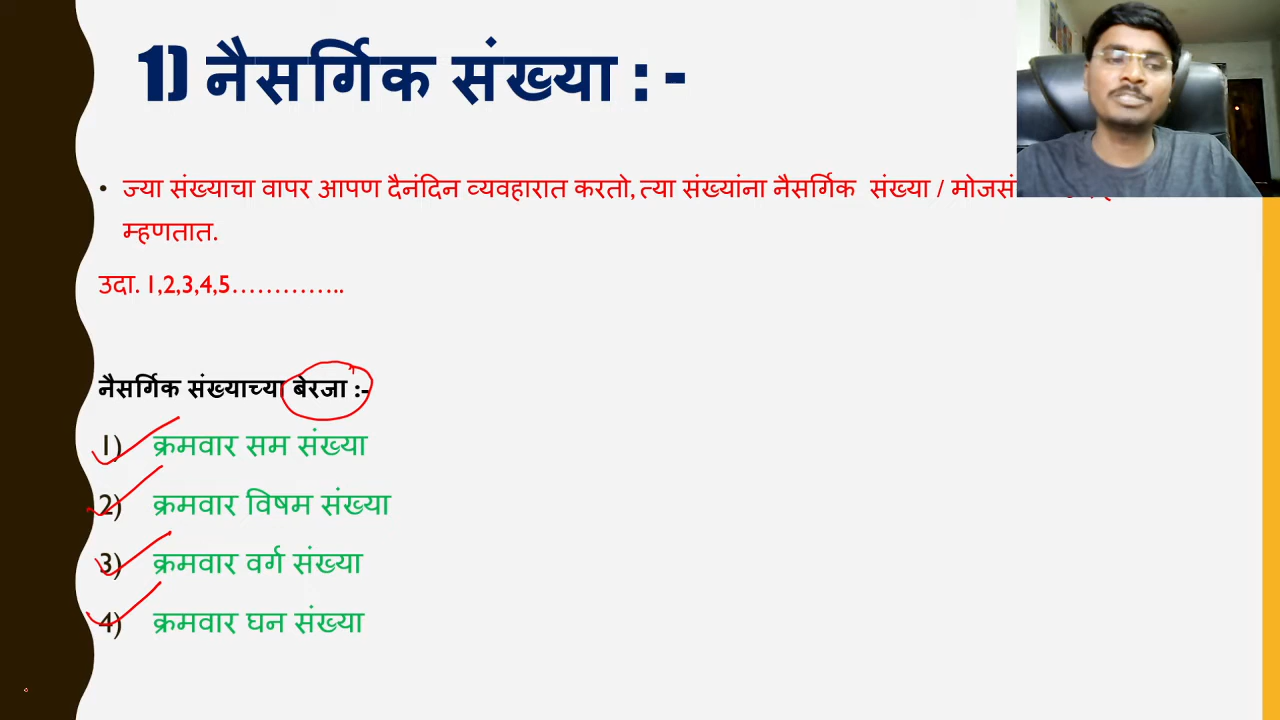 1) नैसर्गिक संख्या : -
• ज्या संख्याचा वापर आपण दैनंदिन व्यवहारात करतो, त्या संख्यांना नैसर्गिक संख्या /
म्हणतात.
उदा. 1,2,3,4,5…………..
नैसर्गिक संख्याच्या बेरजा :-
1) क्रमवार सम संख्या
2) क्रमवार विषम संख्या
3) क्रमवार वर्ग संख्या
4) क्रमवार घन संख्या